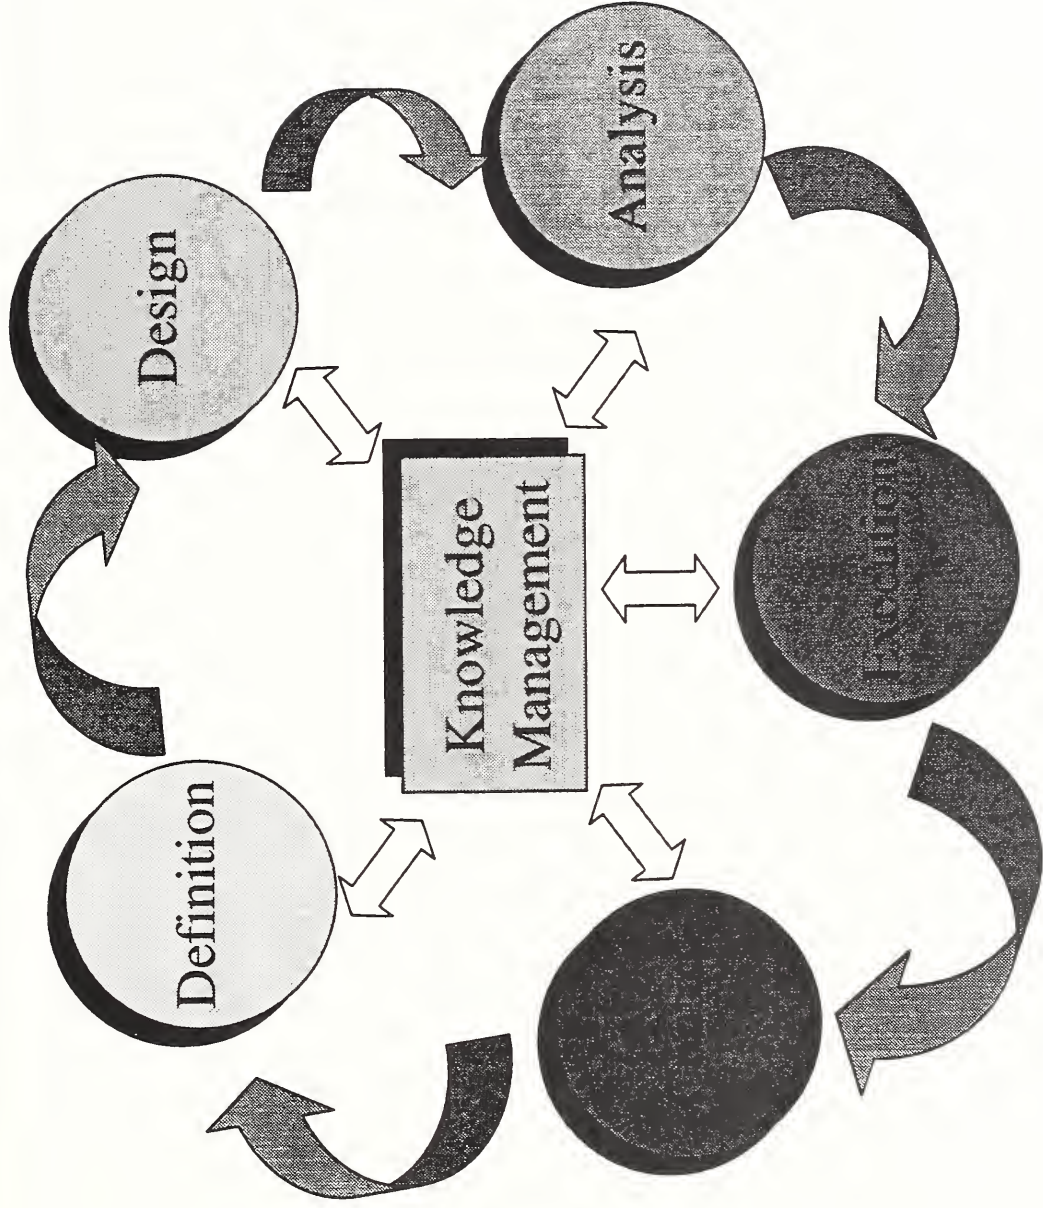 Definition
Design
Analysis
Execution
Knowledge
Management